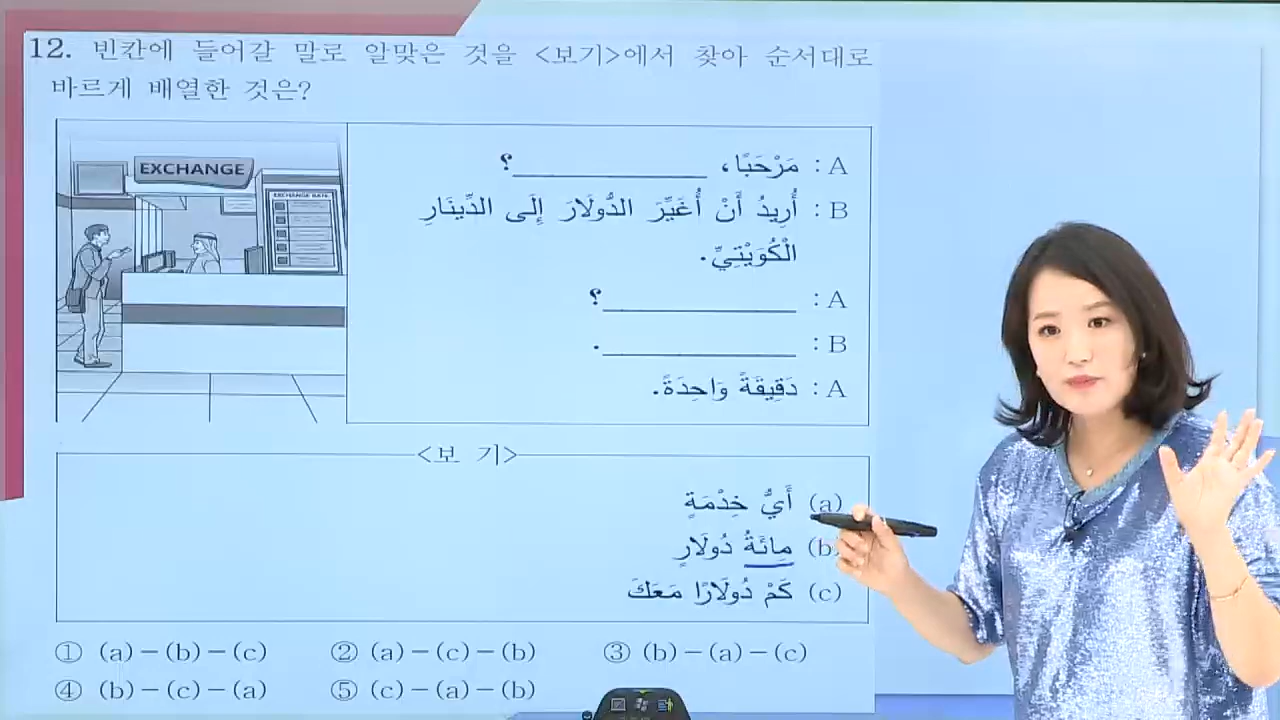 12. 빈칸에 들어갈 말로 알맞은 것을 <보기>에서 찾아 순서대로
바르게 배열한 것은?
EXCHANGE
EXCHANGE RATE
A : مَرْحَبًا، ____________ ؟
B : أُرِيدُ أَنْ أُغَيِّرَ الدُّولَارَ إِلَى الدِّينَارِ
الْكُوَيْتِيِّ.
A : ____________ ؟
B : ____________ .
A : دَقِيقَةً وَاحِدَةً.
<보 기>
(a) أَيُّ خِدْمَةٍ
(b) مِائَةُ دُولَارٍ
(c) كَمْ دُولَارًا مَعَكَ
① (a)－(b)－(c) ② (a)－(c)－(b) ③ (b)－(a)－(c)
④ (b)－(c)－(a) ⑤ (c)－(a)－(b)